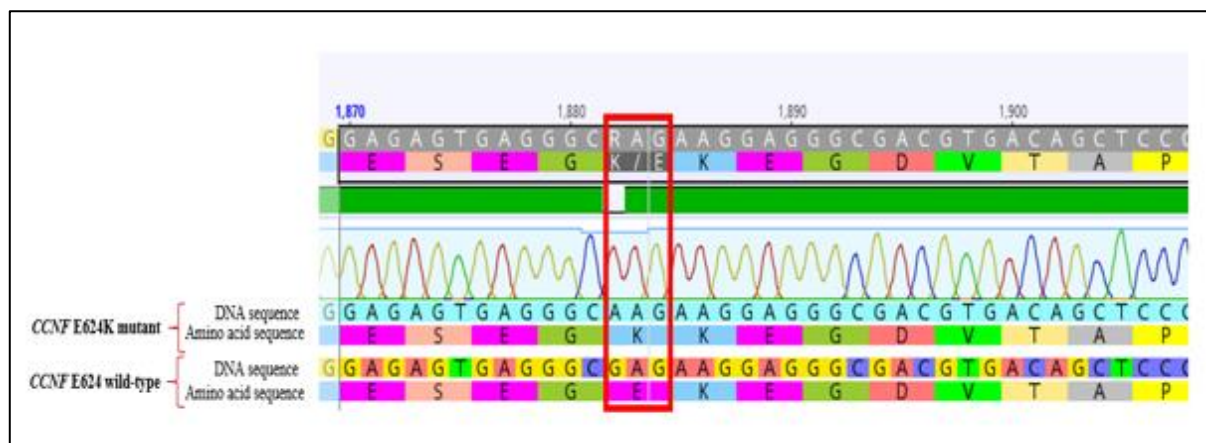 1,870 1,880 1,890 1,900
G G A G A G T G A G G G C R A G A A G G A G G G C G A C G T G A C A G C T C C C
E S E G K / E K E G D V T A P
CCNF E624K mutant
DNA sequence G G A G A G T G A G G G C A A G A A G G A G G G C G A C G T G A C A G C T C C C
Amino acid sequence E S E G K K E G D V T A P
CCNF E624 wild-type
DNA sequence G G A G A G T G A G G G C G A G A A G G A G G G C G A C G T G A C A G C T C C C
Amino acid sequence E S E G E K E G D V T A P